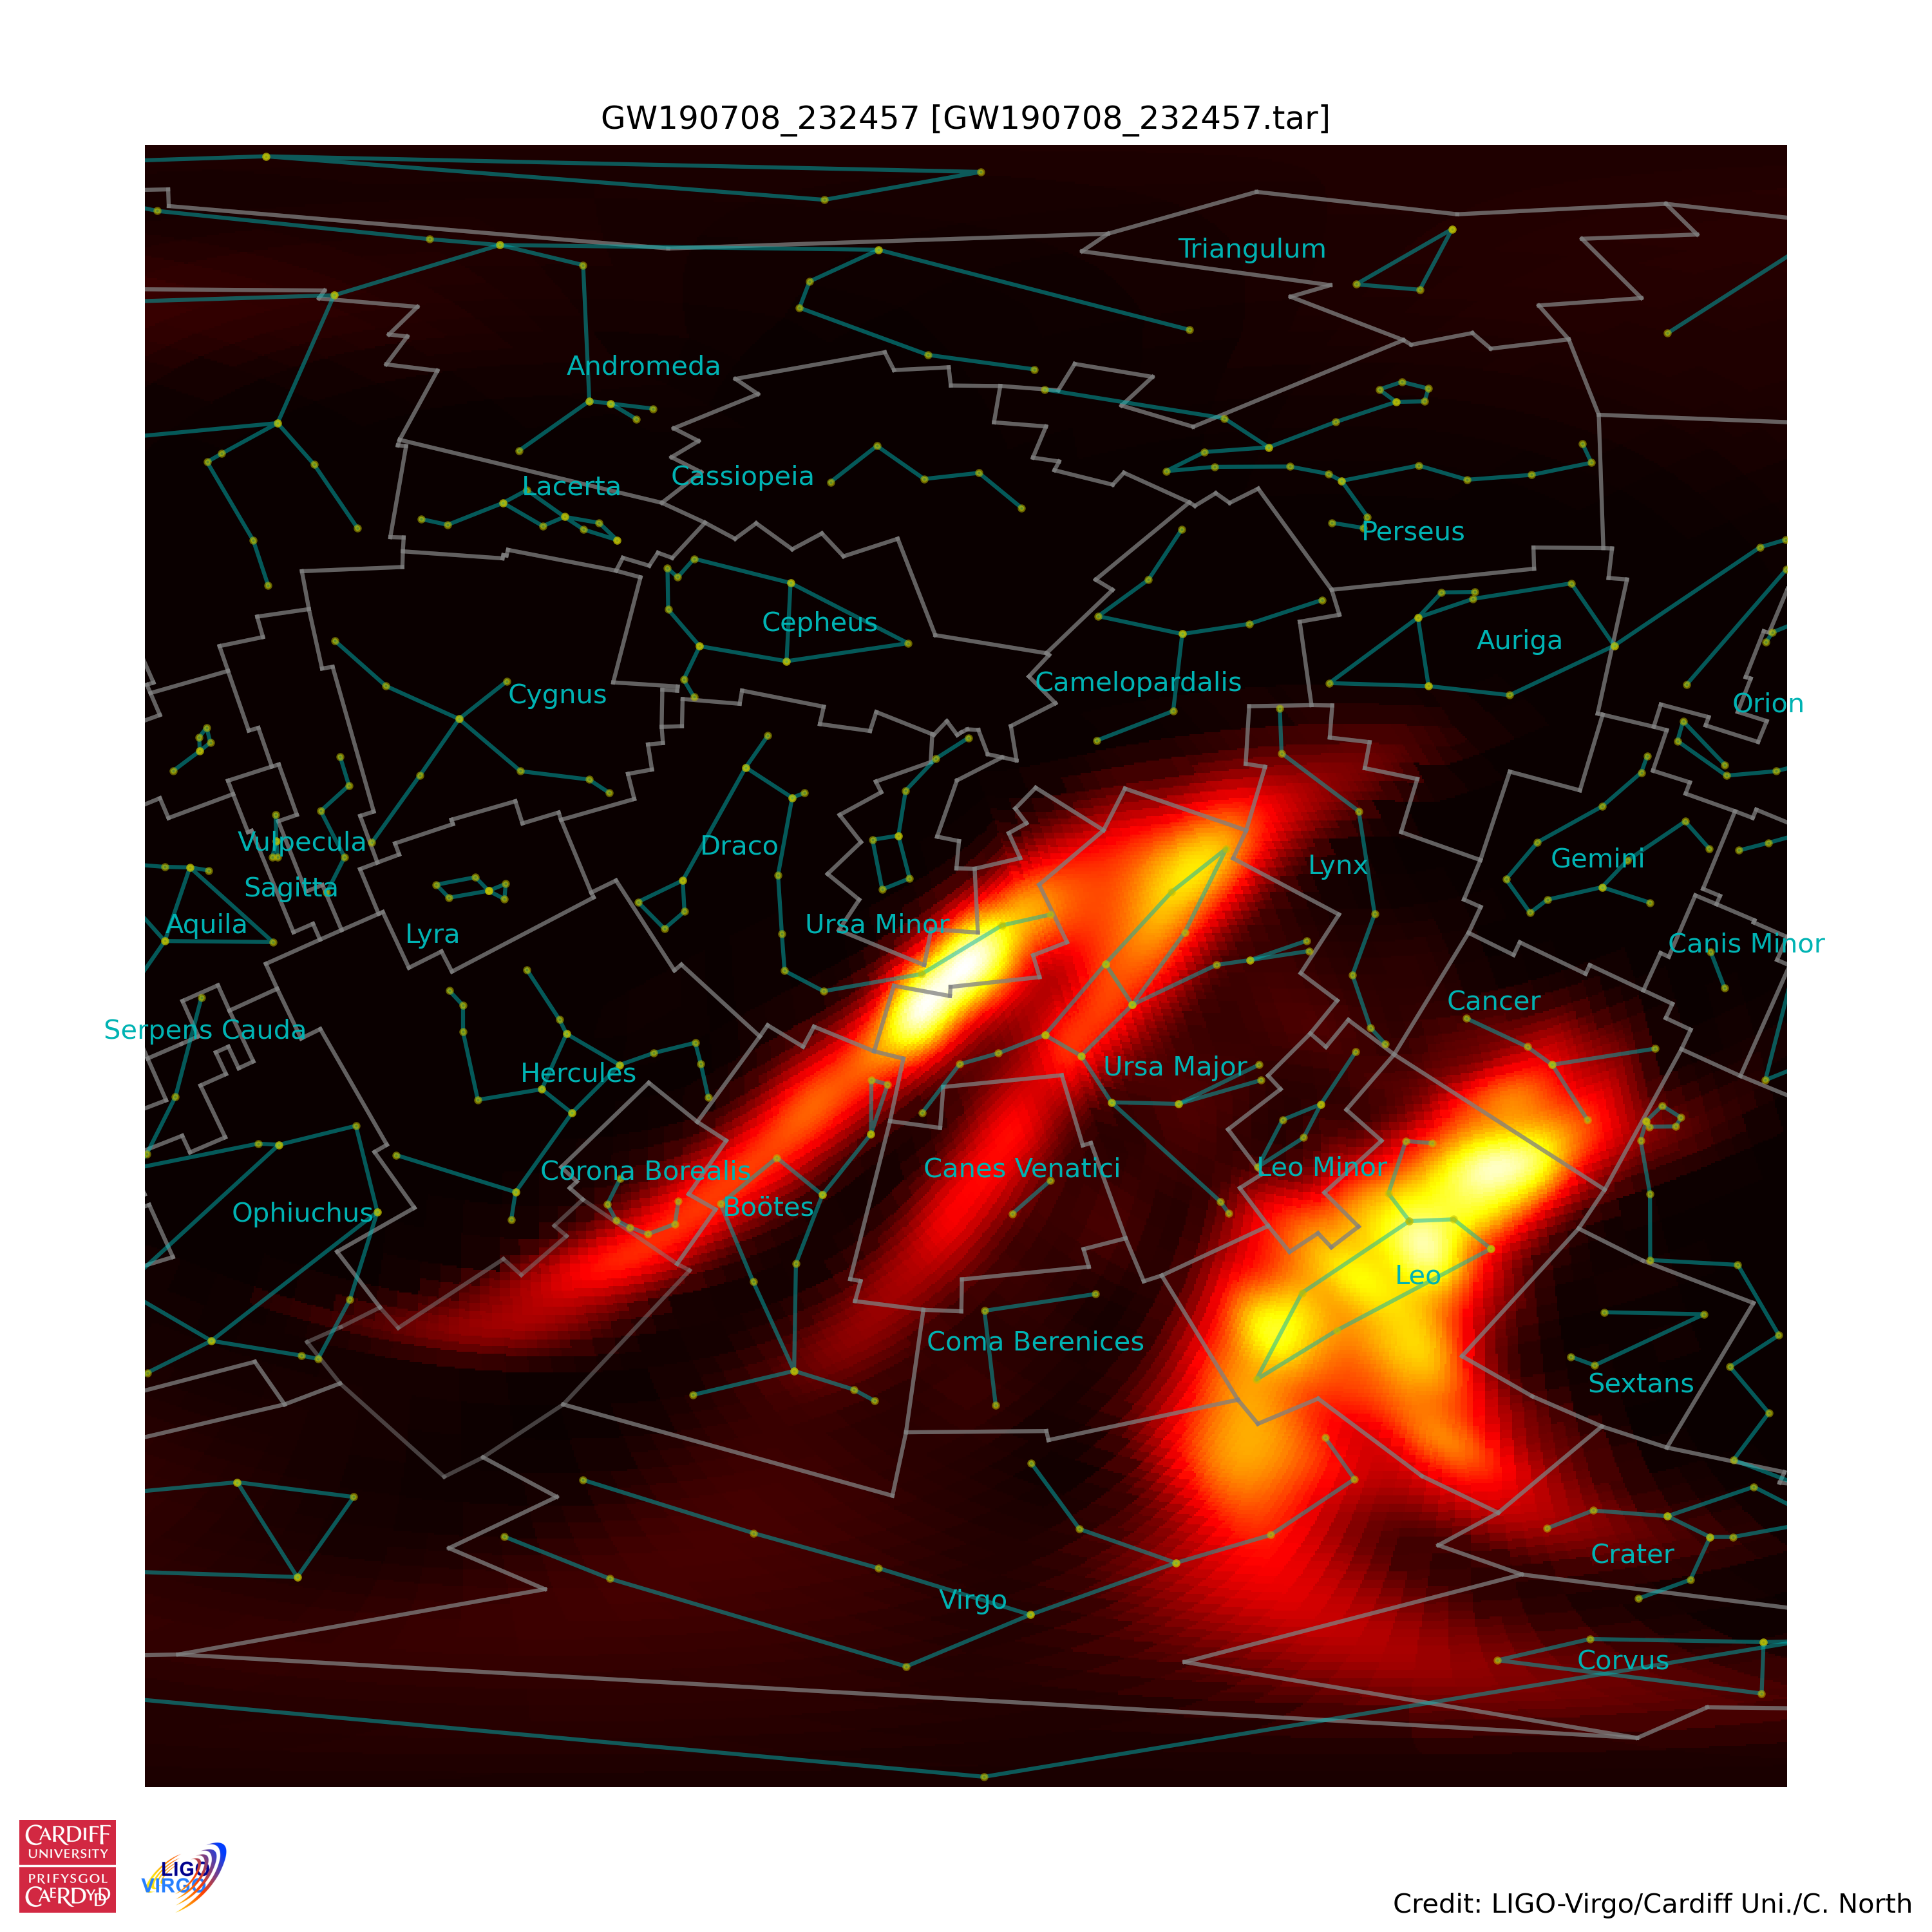 GW190708_232457 [GW190708_232457.tar]
Triangulum
Andromeda
Cassiopeia
Lacerta
Perseus
Cepheus
Auriga
Camelopardalis
Cygnus
Orion
Vulpecula
Draco
Gemini
Lynx
Sagitta
Aquila
Ursa Minor
Lyra
Canis Minor
Cancer
Serpens Cauda
Hercules
Ursa Major
Leo Minor
Canes Venatici
Corona Borealis
Boötes
Ophiuchus
Leo
Coma Berenices
Sextans
Crater
Virgo
Corvus
CARDIFF
UNIVERSITY
PRIFYSGOL
CAERDYDD
LIGO
VIRGO
Credit: LIGO-Virgo/Cardiff Uni./C. North